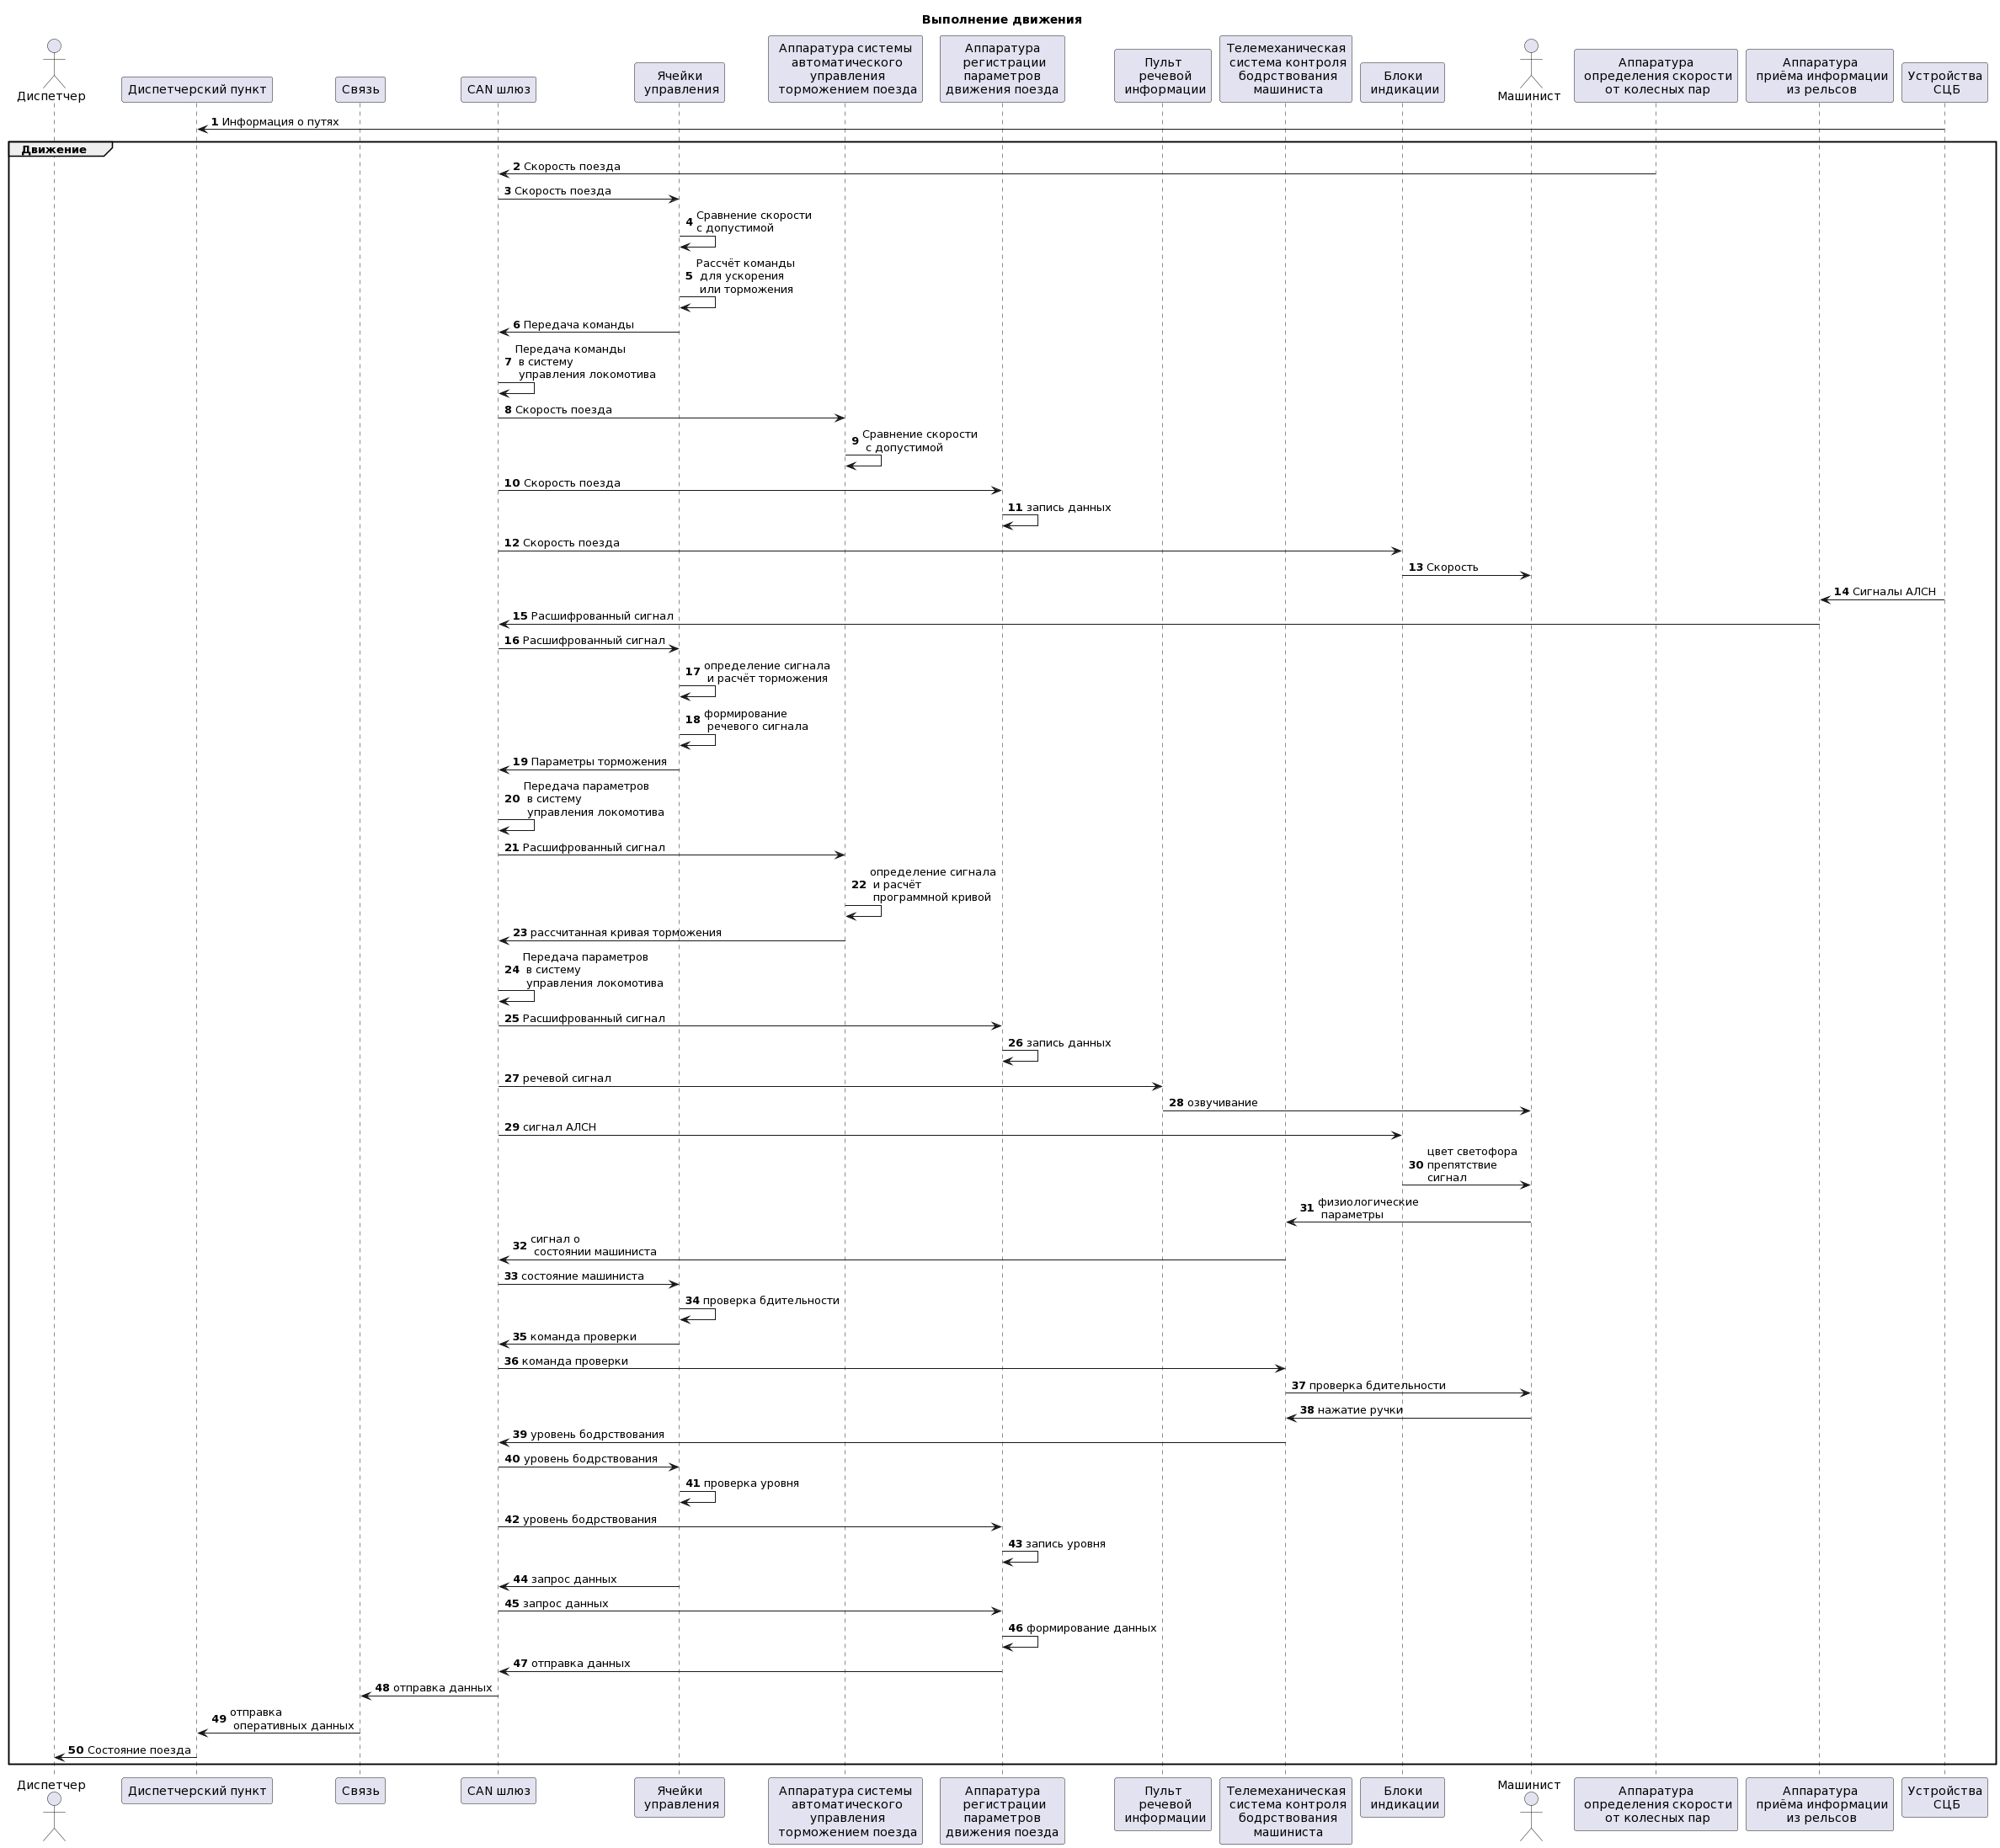 Выполнение движения
Диспетчер
Диспетчерский пункт
Связь
CAN шлюз
Ячейки
управления
Аппаратура системы
автоматического
управления
торможением поезда
Аппаратура
регистрации
параметров
движения поезда
Пульт
речевой
информации
Телемеханическая
система контроля
бодрствования
машиниста
Блоки
индикации
Машинист
Аппаратура
определения скорости
от колесных пар
Аппаратура
приёма информации
из рельсов
Устройства
СЦБ
1 Информация о путях
Движение
2 Скорость поезда
3 Скорость поезда
4 Сравнение скорости
с допустимой
5 Рассчёт команды
для ускорения
или торможения
6 Передача команды
7 Передача команды
в систему
управления локомотива
8 Скорость поезда
9 Сравнение скорости
с допустимой
10 Скорость поезда
11 запись данных
12 Скорость поезда
13 Скорость
14 Сигналы АЛСН
15 Расшифрованный сигнал
16 Расшифрованный сигнал
17 определение сигнала
и расчёт торможения
18 формирование
речевого сигнала
19 Параметры торможения
20 Передача параметров
в систему
управления локомотива
21 Расшифрованный сигнал
22 определение сигнала
и расчёт
программной кривой
23 рассчитанная кривая торможения
24 Передача параметров
в систему
управления локомотива
25 Расшифрованный сигнал
26 запись данных
27 речевой сигнал
28 озвучивание
29 сигнал АЛСН
30 цвет светофора
препятствие
сигнал
31 физиологические
параметры
32 сигнал о
состоянии машиниста
33 состояние машиниста
34 проверка бдительности
35 команда проверки
36 команда проверки
37 проверка бдительности
38 нажатие ручки
39 уровень бодрствования
40 уровень бодрствования
41 проверка уровня
42 уровень бодрствования
43 запись уровня
44 запрос данных
45 запрос данных
46 формирование данных
47 отправка данных
48 отправка данных
49 отправка
оперативных данных
50 Состояние поезда
Диспетчер
Диспетчерский пункт
Связь
CAN шлюз
Ячейки
управления
Аппаратура системы
автоматического
управления
торможением поезда
Аппаратура
регистрации
параметров
движения поезда
Пульт
речевой
информации
Телемеханическая
система контроля
бодрствования
машиниста
Блоки
индикации
Машинист
Аппаратура
определения скорости
от колесных пар
Аппаратура
приёма информации
из рельсов
Устройства
СЦБ